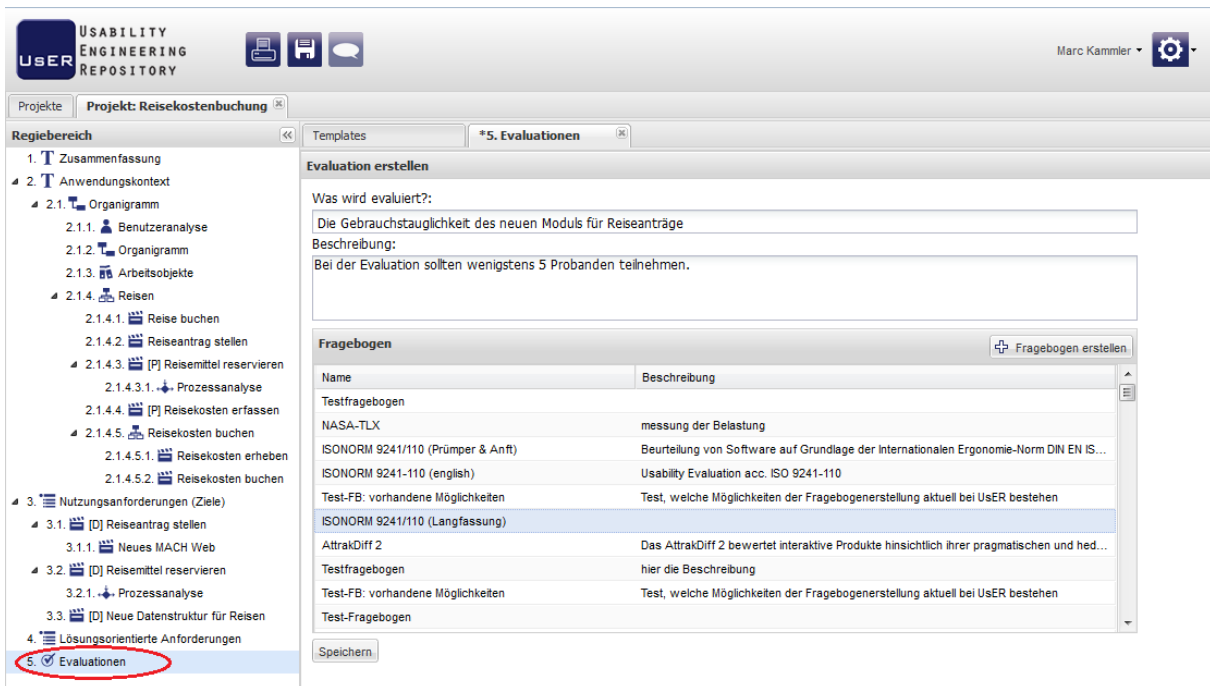 USABILITY
ENGINEERING
REPOSITORY
UsER
Marc Kammler
Projekte
Projekt: Reisekostenbuchung
Regiebereich
1. T Zusammenfassung
2. T Anwendungskontext
2.1. Organigramm
2.1.1. Benutzeranalyse
2.1.2. Organigramm
2.1.3. Arbeitsobjekte
2.1.4. Reisen
2.1.4.1. Reise buchen
2.1.4.2. Reiseantrag stellen
2.1.4.3. [P] Reisemittel reservieren
2.1.4.3.1. Prozessanalyse
2.1.4.4. [P] Reisekosten erfassen
2.1.4.5. Reisekosten buchen
2.1.4.5.1. Reisekosten erheben
2.1.4.5.2. Reisekosten buchen
3. Nutzungsanforderungen (Ziele)
3.1. [D] Reiseantrag stellen
3.1.1. Neues MACH Web
3.2. [D] Reisemittel reservieren
3.2.1. Prozessanalyse
3.3. [D] Neue Datenstruktur für Reisen
4. Lösungsorientierte Anforderungen
5. Evaluationen
Templates
*5. Evaluationen
Evaluation erstellen
Was wird evaluiert?:
Die Gebrauchstauglichkeit des neuen Moduls für Reiseanträge
Beschreibung:
Bei der Evaluation sollten wenigstens 5 Probanden teilnehmen.
Fragebogen
Fragebogen erstellen
Name Beschreibung
Testfragebogen
NASA-TLX messung der Belastung
ISONORM 9241/110 (Prümper & Anft) Beurteilung von Software auf Grundlage der Internationalen Ergonomie-Norm DIN EN IS...
ISONORM 9241-110 (english) Usability Evaluation acc. ISO 9241-110
Test-FB: vorhandene Möglichkeiten Test, welche Möglichkeiten der Fragebogenerstellung aktuell bei UsER bestehen
ISONORM 9241/110 (Langfassung)
AttrakDiff 2 Das AttrakDiff 2 bewertet interaktive Produkte hinsichtlich ihrer pragmatischen und hed...
Testfragebogen hier die Beschreibung
Test-FB: vorhandene Möglichkeiten Test, welche Möglichkeiten der Fragebogenerstellung aktuell bei UsER bestehen
Test-Fragebogen
Speichern